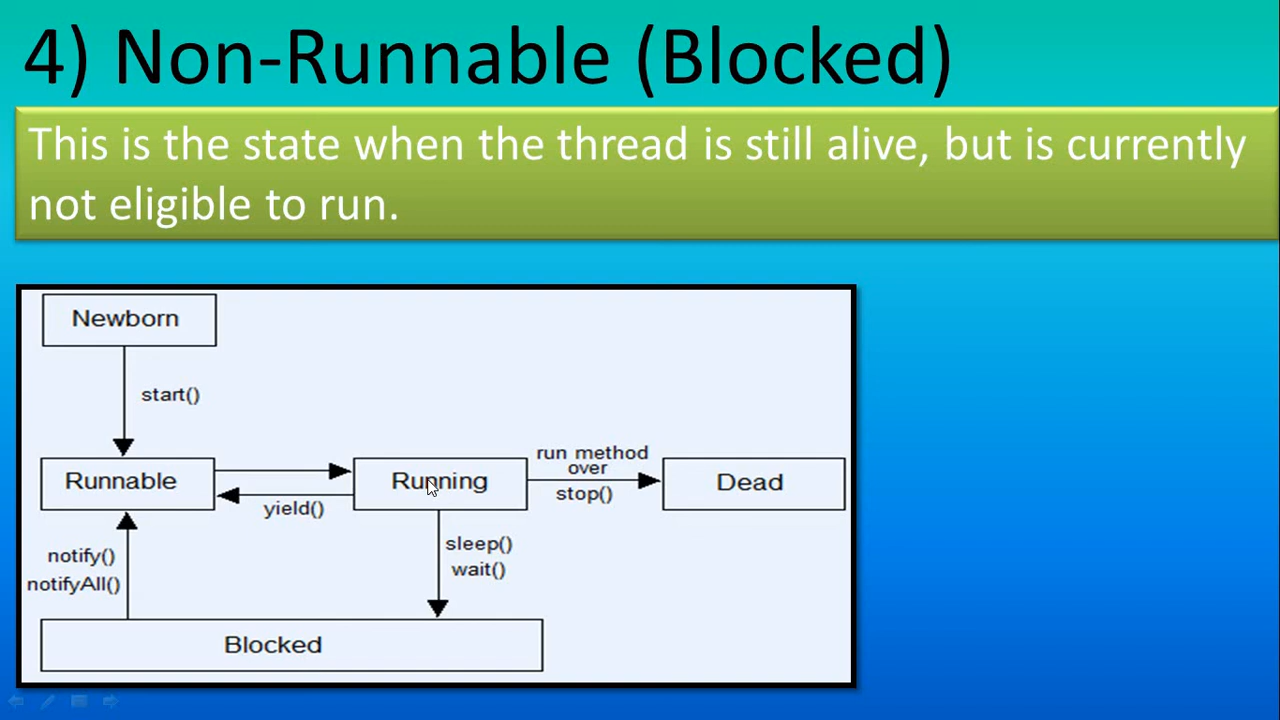 4) Non-Runnable (Blocked)
This is the state when the thread is still alive, but is currently
not eligible to run.
Newborn
start()
Runnable
yield()
Running
run method
over
stop()
Dead
notify()
notifyAll()
sleep()
wait()
Blocked